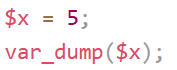 $x = 5;
var_dump($x);